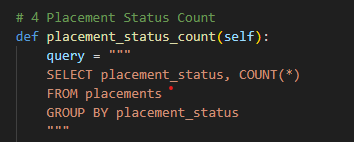 # 4 Placement Status Count
def placement_status_count(self):
    query = """
    SELECT placement_status, COUNT(*)
    FROM placements
    GROUP BY placement_status
    """